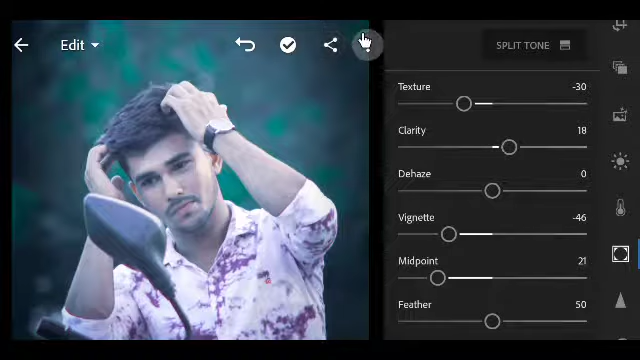 Edit
SPLIT TONE
Texture -30
Clarity 18
Dehaze 0
Vignette -46
Midpoint 21
Feather 50